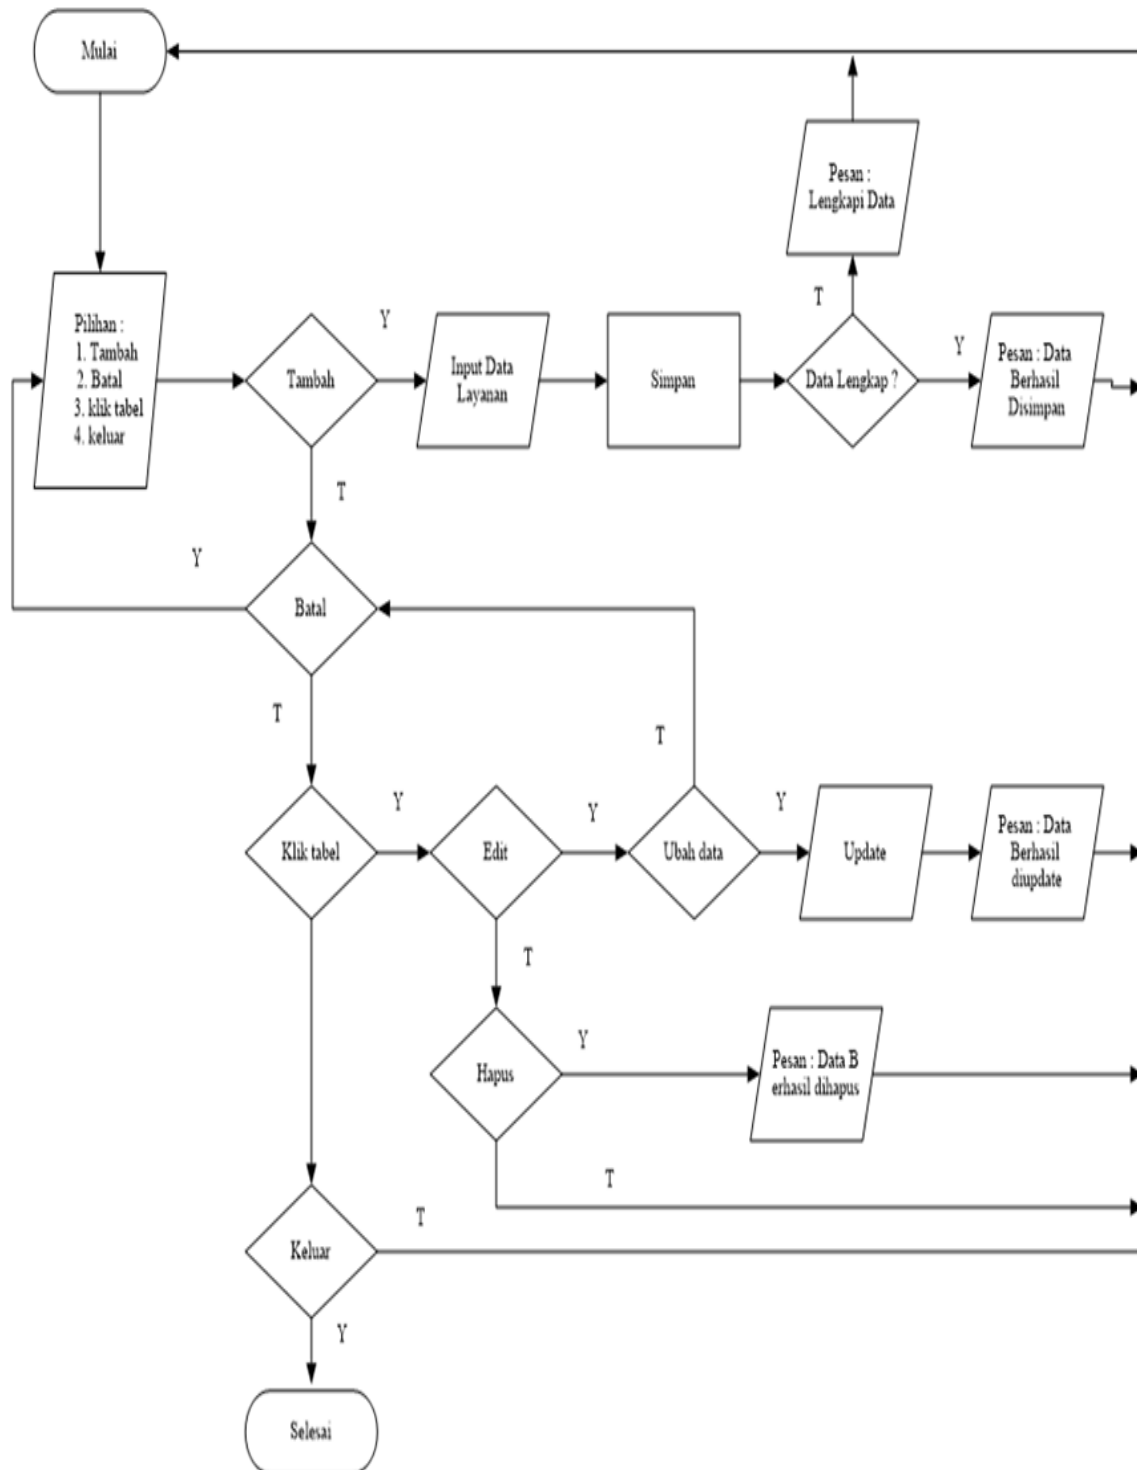 Mulai
Pesan :
Lengkapi Data
T
Pilihan :
1. Tambah
2. Batal
3. klik tabel
4. keluar
Tambah
Y
Input Data
Layanan
Simpan
Data Lengkap ?
Y
Pesan : Data
Berhasil
Disimpan
T
Y
Batal
T
T
Klik tabel
Y
Edit
Y
Ubah data
Y
Update
Pesan : Data
Berhasil
diupdate
T
Hapus
Y
Pesan : Data B
erhasil dihapus
T
Keluar
T
Y
Selesai